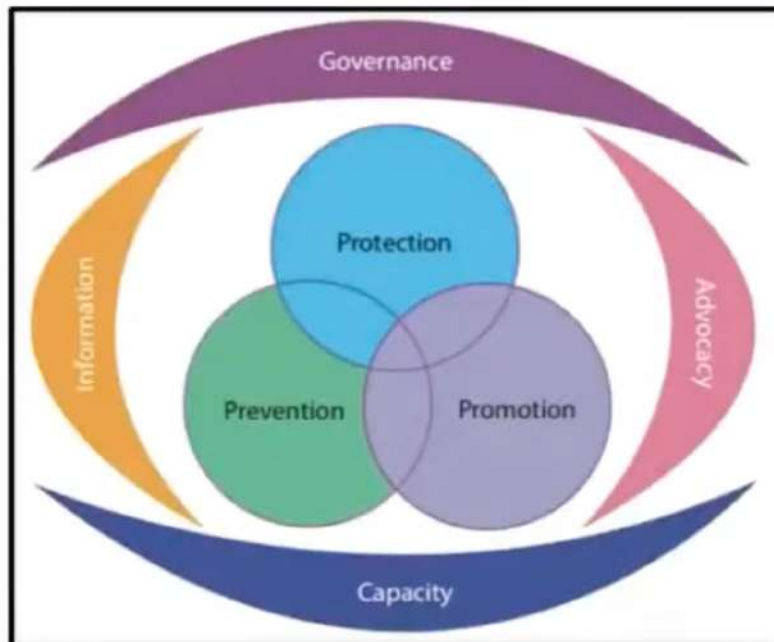 Governance
Protection
Information
Advocacy
Prevention
Promotion
Capacity